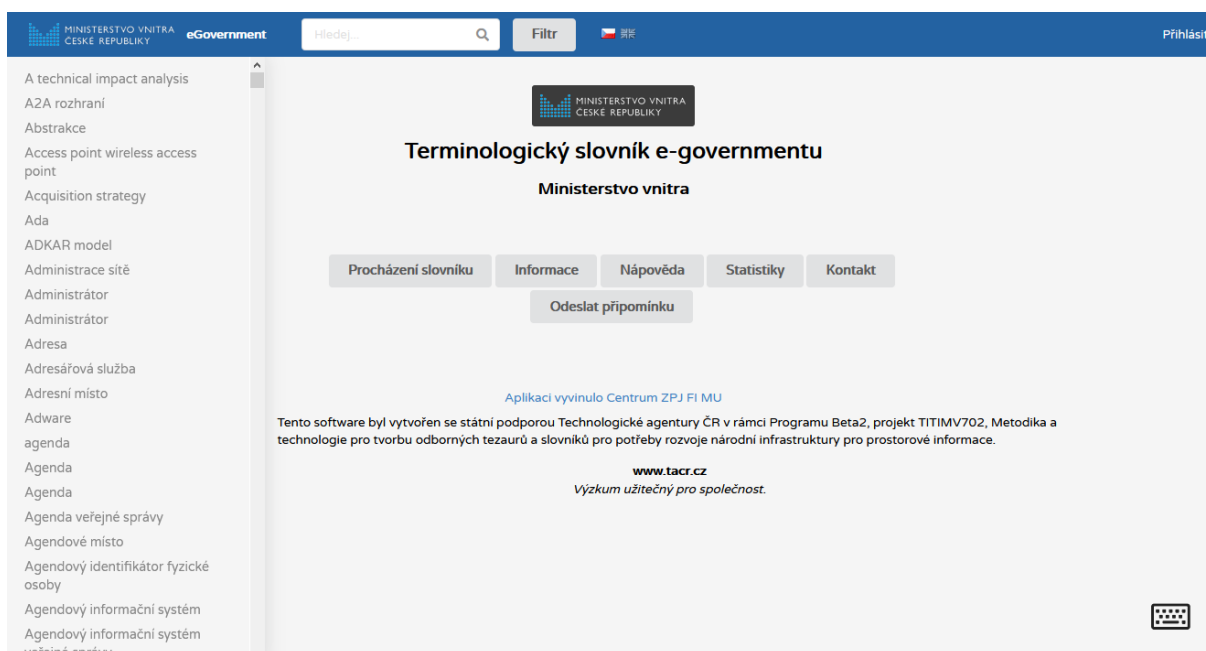 MINISTERSTVO VNITRA
ČESKÉ REPUBLIKY
eGovernment
Hledej...
Filtr
Přihlásit
A technical impact analysis
A2A rozhraní
Abstrakce
Access point wireless access
point
Acquisition strategy
Ada
ADKAR model
Administrace sítě
Administrátor
Administrátor
Adresa
Adresářová služba
Adresní místo
Adware
agenda
Agenda
Agenda
Agenda veřejné správy
Agendové místo
Agendový identifikátor fyzické
osoby
Agendový informační systém
Agendový informační systém
MINISTERSTVO VNITRA
ČESKÉ REPUBLIKY
Terminologický slovník e-governmentu
Ministerstvo vnitra
Procházení slovníku
Informace
Nápověda
Statistiky
Kontakt
Odeslat připomínku
Aplikaci vyvinulo Centrum ZPJ FI MU
Tento software byl vytvořen se státní podporou Technologické agentury ČR v rámci Programu Beta2, projekt TITIMV702, Metodika a
technologie pro tvorbu odborných tezaurů a slovníků pro potřeby rozvoje národní infrastruktury pro prostorové informace.
www.tacr.cz
Výzkum užitečný pro společnost.